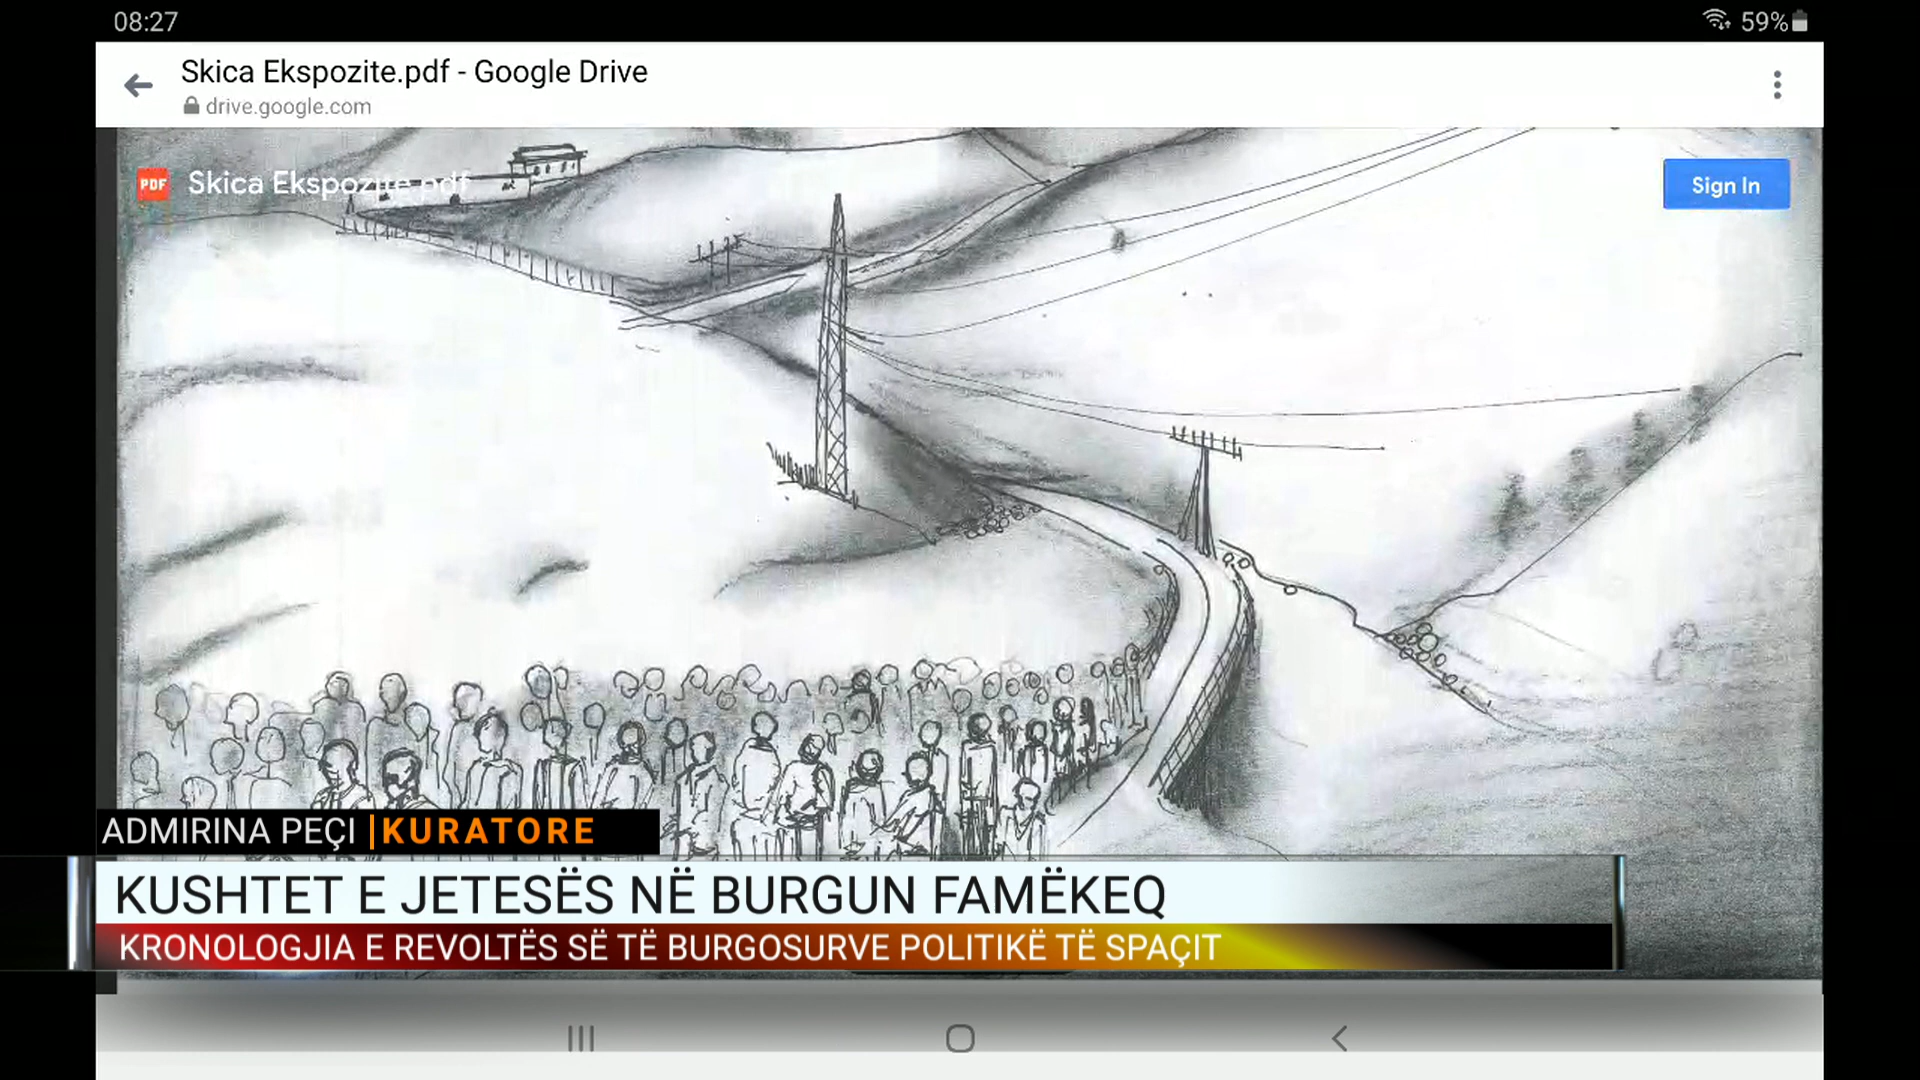 08:27
59%
Skica Ekspozite.pdf - Google Drive
drive.google.com
PDF
Skica Ekspozite.pdf
Sign In
ADMIRINA PEÇI |KURATORE
KUSHTET E JETESËS NË BURGUN FAMËKEQ
KRONOLOGJIA E REVOLTËS SË TË BURGOSURVE POLITIKË TË SPAÇIT